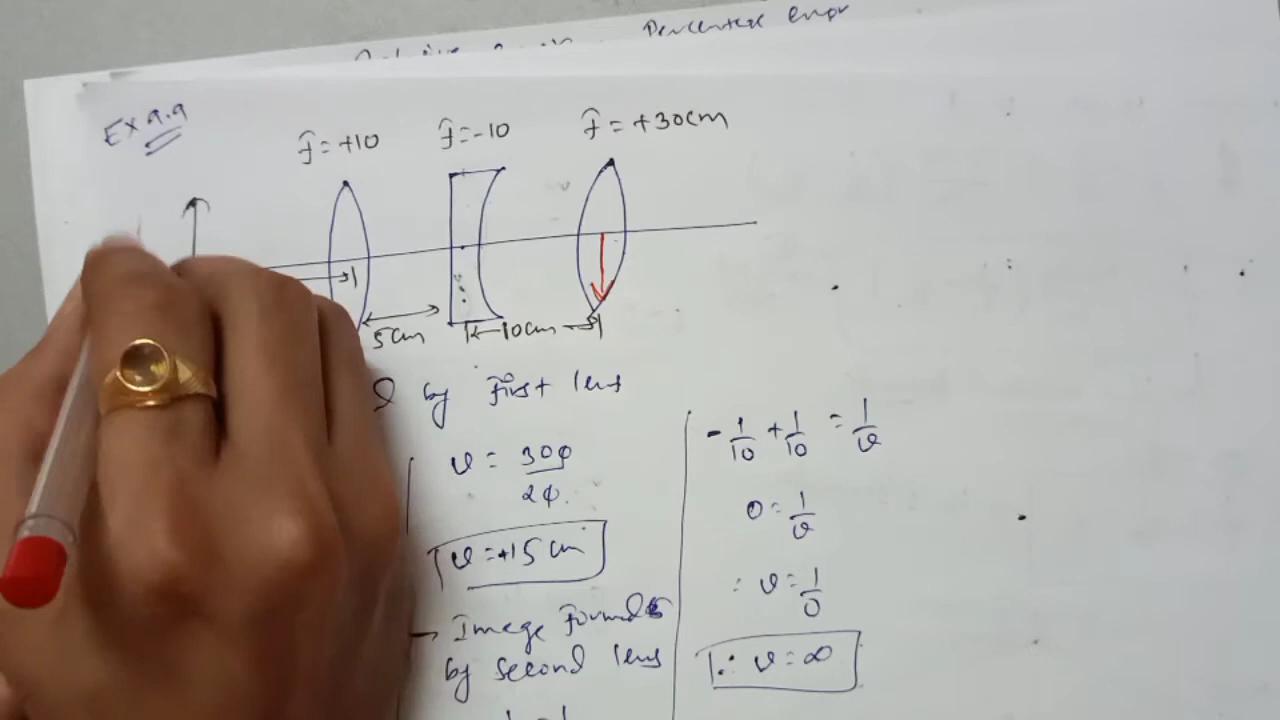 Percentage error
Ex 9.9
f = +10
f = -10
f = +30cm
5cm
10cm
by First lens
v = 300
20
v = +15 cm
→ Image formed
by second lens
- 1/10 + 1/10 = 1/v
0 = 1/v
∴ v = 1/0
∴ v = ∞